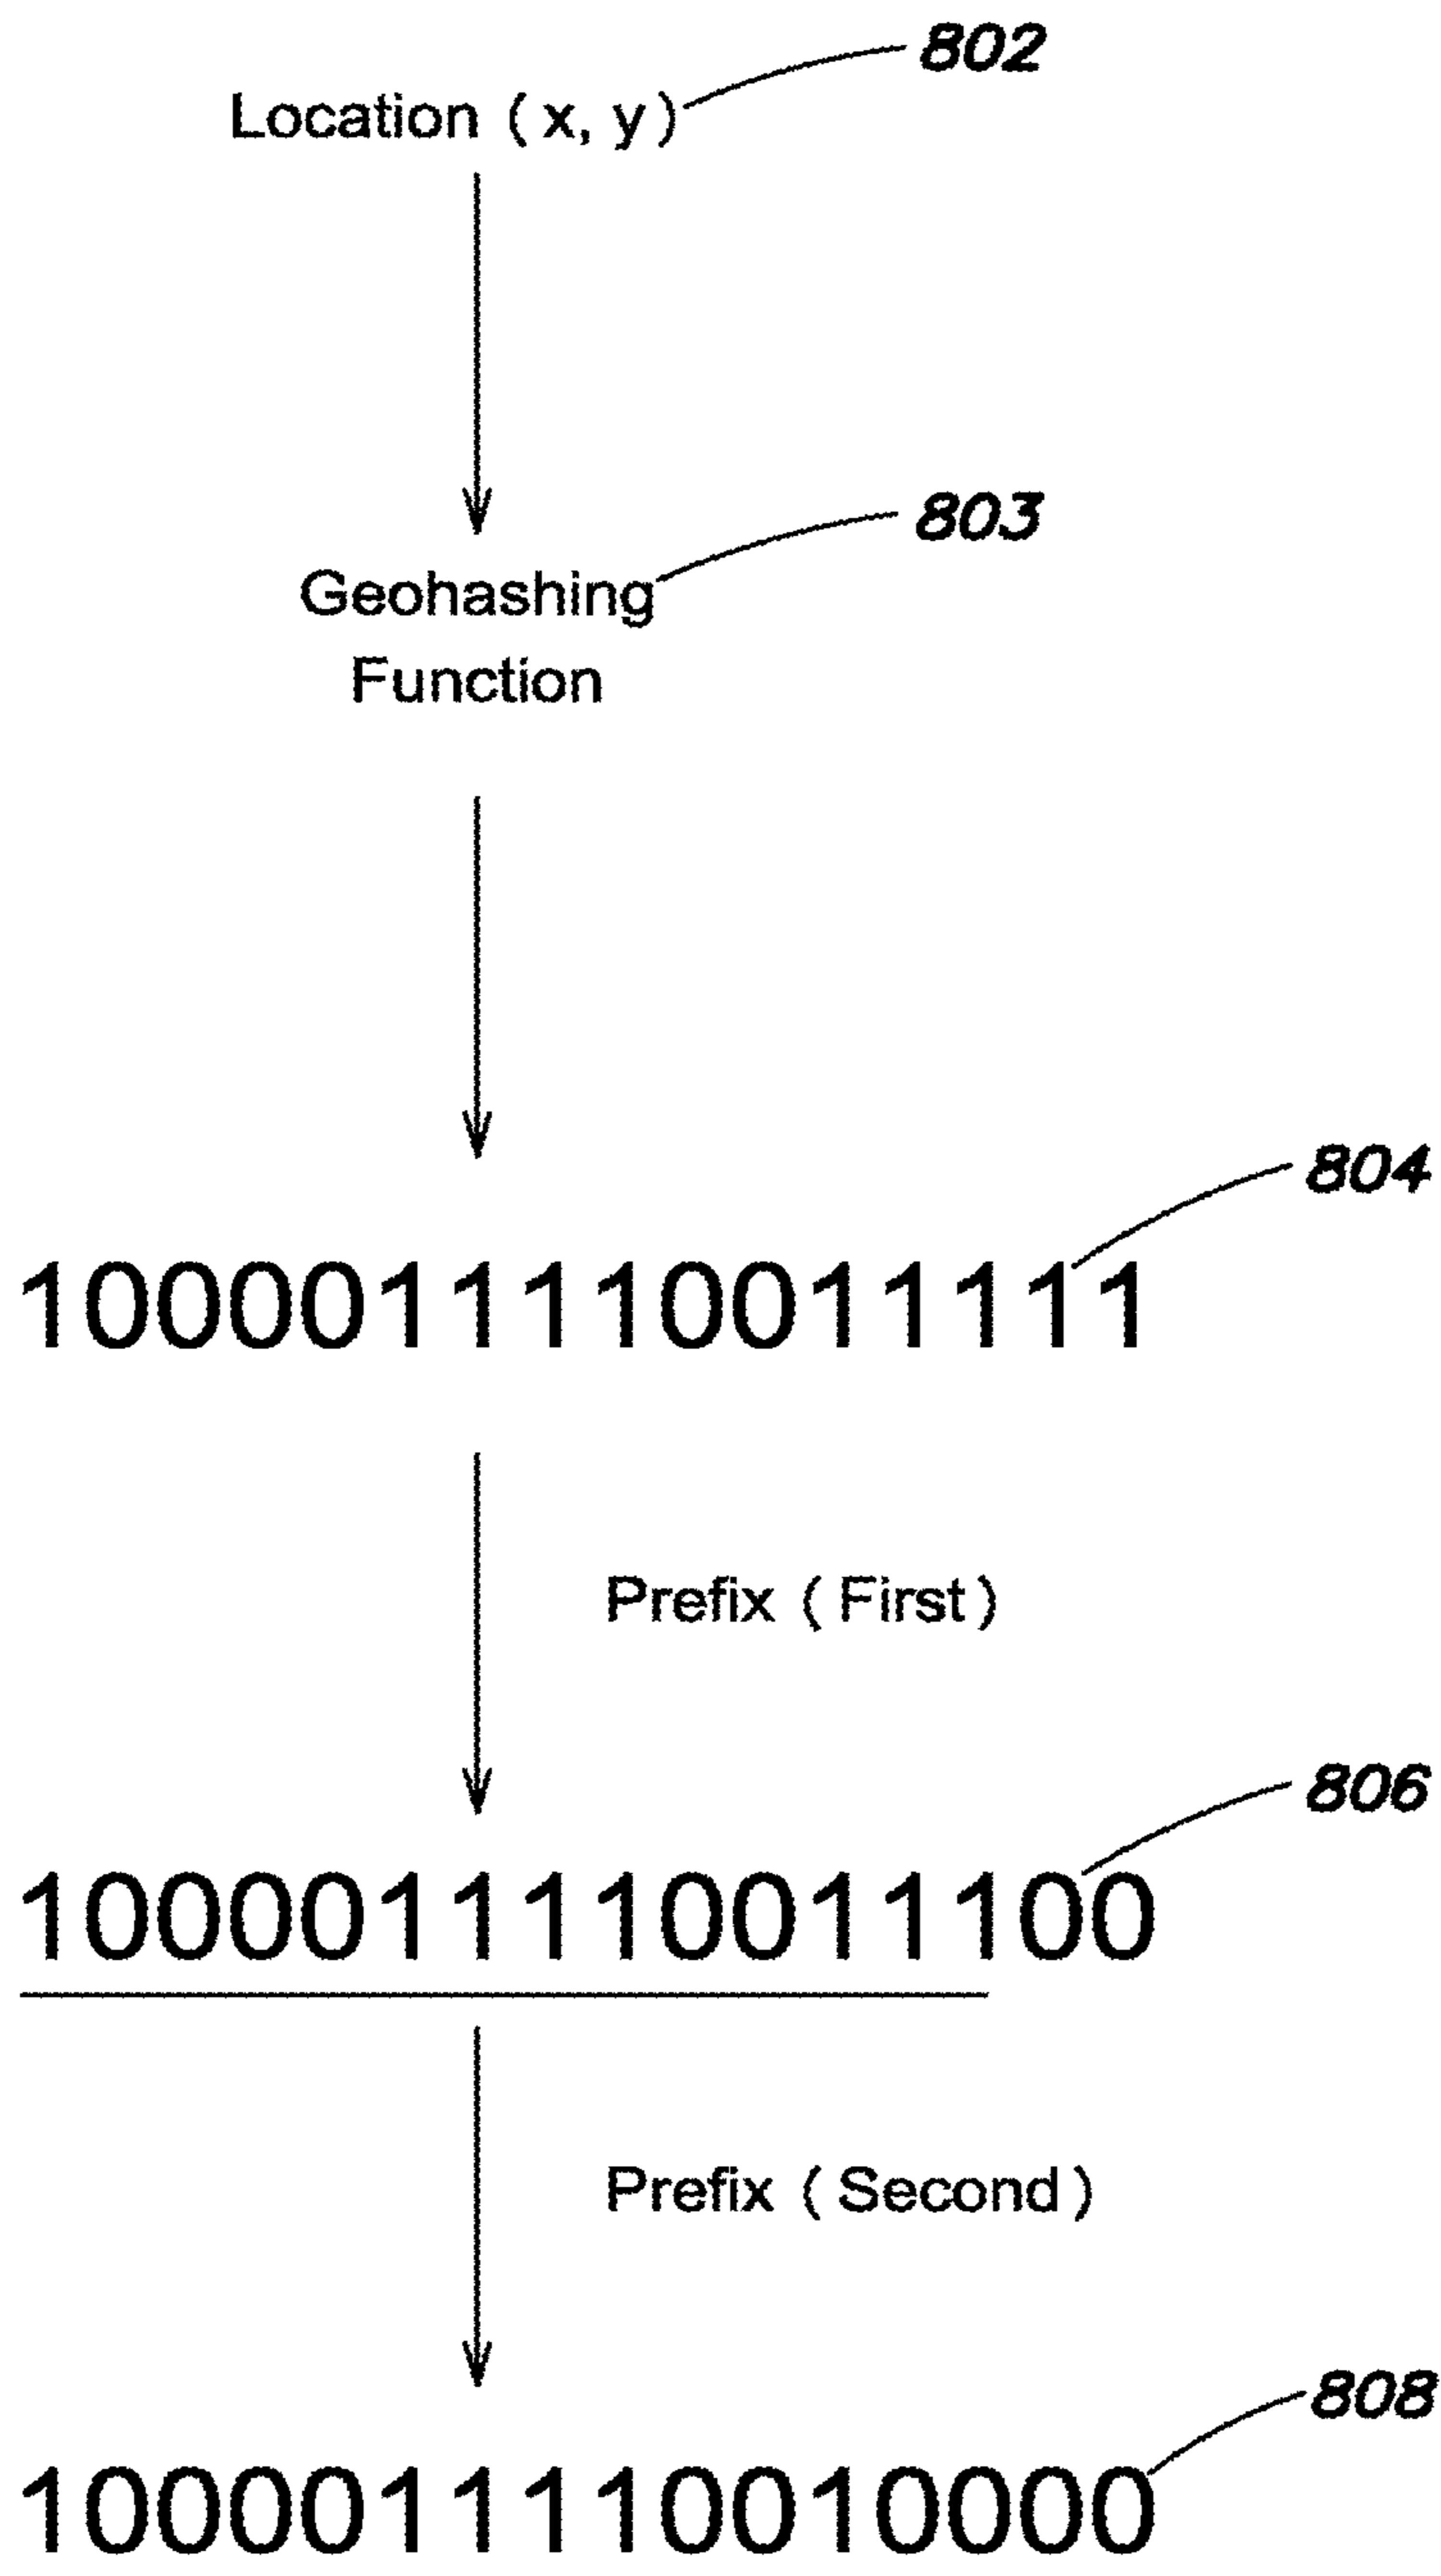 802
Location (x, y)
803
Geohashing
Function
804
1000011110011111
Prefix (First)
806
1000011110011100
Prefix (Second)
808
1000011110010000